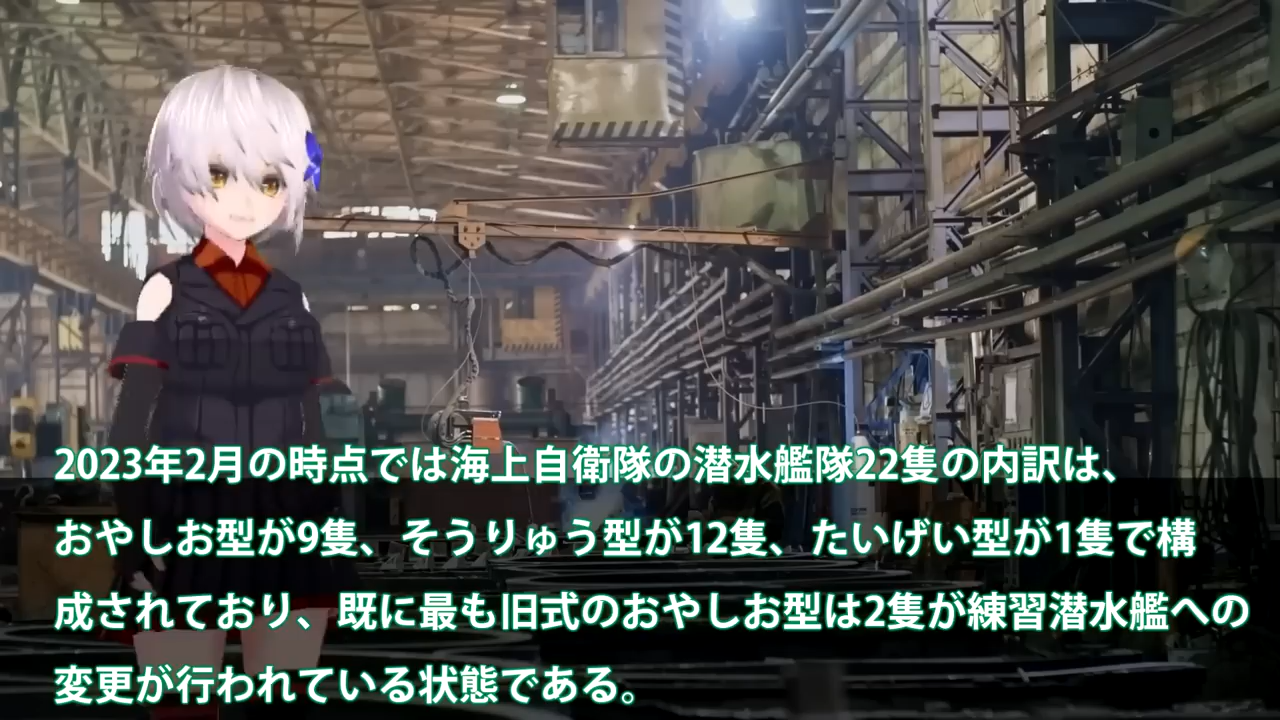 2023年2月の時点では海上自衛隊の潜水艦隊22隻の内訳は、
おやしお型が9隻、そうりゅう型が12隻、たいげい型が1隻で構
成されており、既に最も旧式のおやしお型は2隻が練習潜水艦への
変更が行われている状態である。